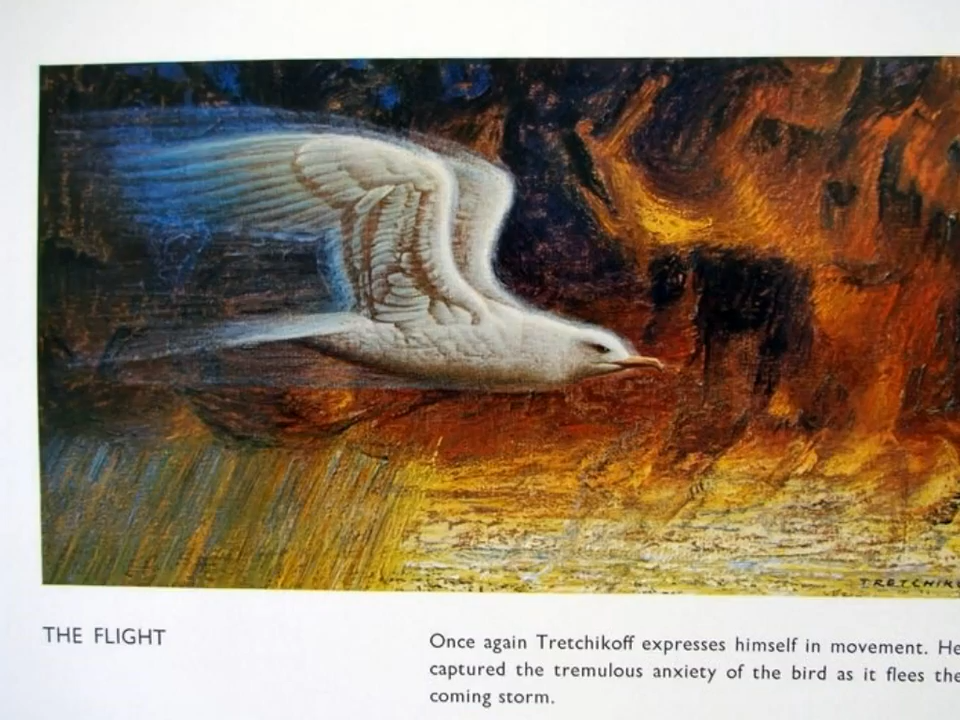 TRETCHIK
THE FLIGHT
Once again Tretchikoff expresses himself in movement. He
captured the tremulous anxiety of the bird as it flees the
coming storm.